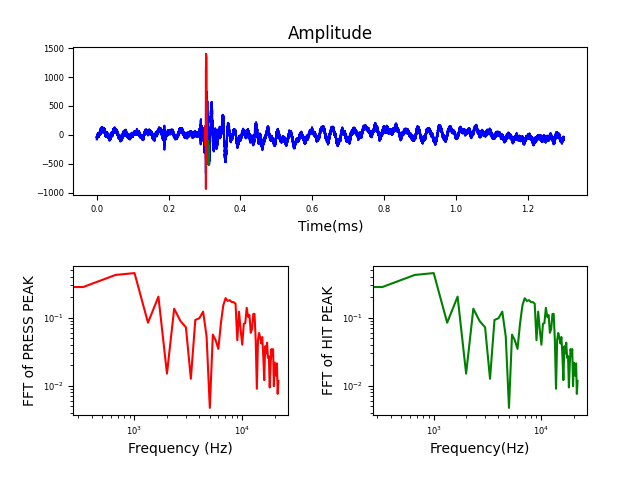 Amplitude
1500
1000
500
0
−500
−1000
0.0 0.2 0.4 0.6 0.8 1.0 1.2
Time(ms)
FFT of PRESS PEAK
10⁻¹
10⁻²
10³ 10⁴
Frequency (Hz)
FFT of HIT PEAK
10⁻¹
10⁻²
10³ 10⁴
Frequency(Hz)